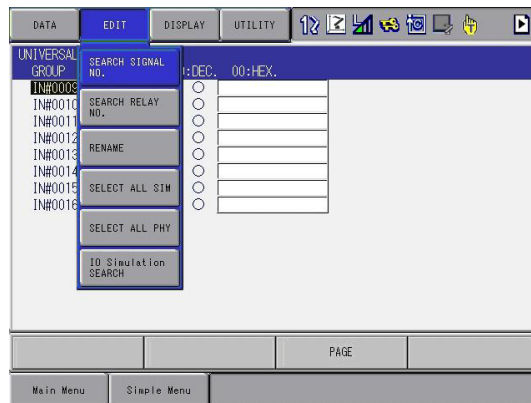 DATA
EDIT
DISPLAY
UTILITY
UNIVERSAL
GROUP
:DEC.
00:HEX.
IN#0009
IN#0010
IN#0011
IN#0012
IN#0013
IN#0014
IN#0015
IN#0016
SEARCH SIGNAL
NO.
SEARCH RELAY
NO.
RENAME
SELECT ALL SIM
SELECT ALL PHY
IO Simulation
SEARCH
PAGE
Main Menu
Simple Menu